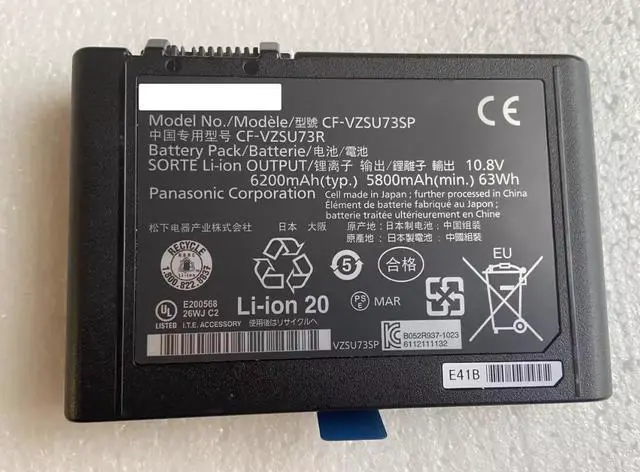 Model No./Modèle/型號 CF-VZSU73SP
中国专用型号 CF-VZSU73R
Battery Pack/Batterie/电池/電池
SORTE Li-ion OUTPUT/锂离子 输出/鋰離子 輸出 10.8V
6200mAh(typ.) 5800mAh(min.) 63Wh
Panasonic Corporation
Cell made in Japan ; further processed in China
Élément de batterie fabriqué au Japon ;
batterie traitée ultérieurement en Chine
松下电器产业株式会社 日本 大阪
原产地：日本制电池，中国组装
原產地：日本製電池，中國組裝
CE
RECYCLE
Li-ion
1.800.822.8837
5
合格
EU
UL
LISTED
E200568
26WJ C2
I.T.E. ACCESSORY
Li-ion 20
使用後はリサイクルへ
PSE
MAR
VZSU73SP
B052R937-1023
6112111132
E41B